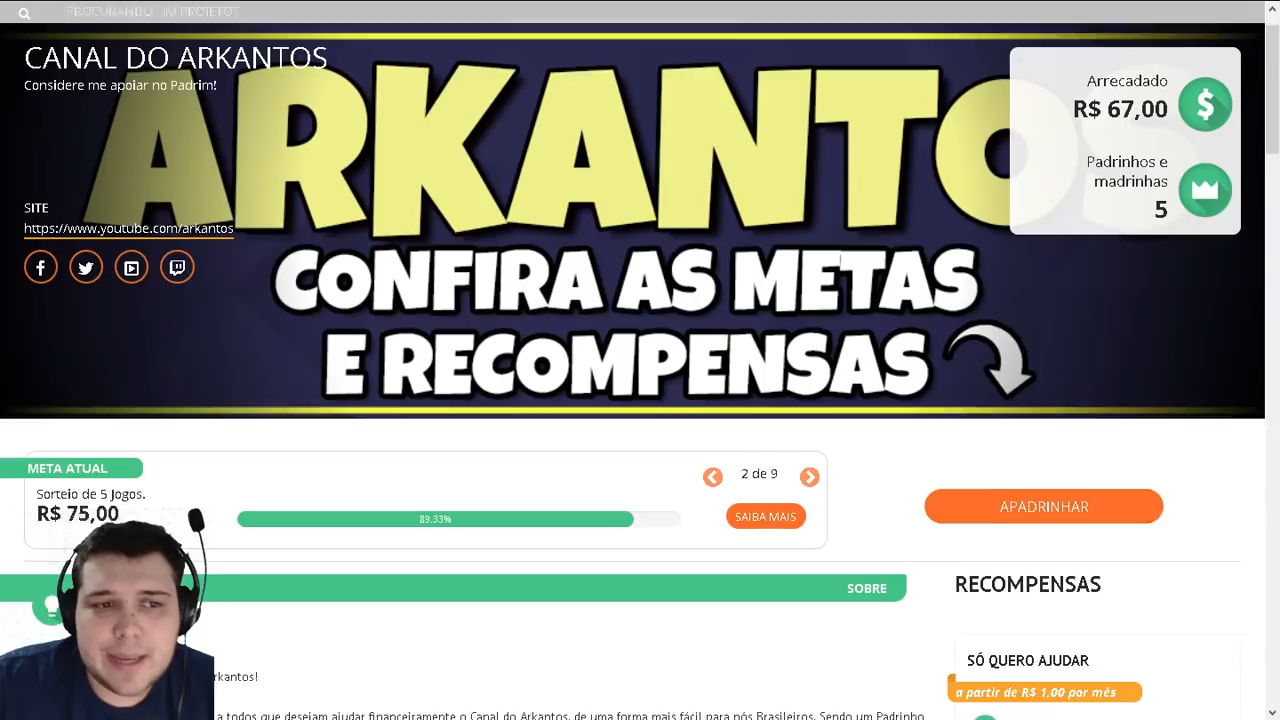 PROCURANDO UM PROJETO?
CANAL DO ARKANTOS
Considere me apoiar no Padrim!
ARKANTOS
CONFIRA AS METAS
E RECOMPENSAS
SITE
https://www.youtube.com/arkantos
Arrecadado
R$ 67,00
Padrinhos e
madrinhas
5
META ATUAL
Sorteio de 5 Jogos.
R$ 75,00
89.33%
2 de 9
SAIBA MAIS
APADRINHAR
SOBRE
RECOMPENSAS
SÓ QUERO AJUDAR
a partir de R$ 1,00 por mês
rkantos!
a todos que desejam ajudar financeiramente o Canal do Arkantos, de uma forma mais fácil para nós Brasileiros. Sendo um Padrinho